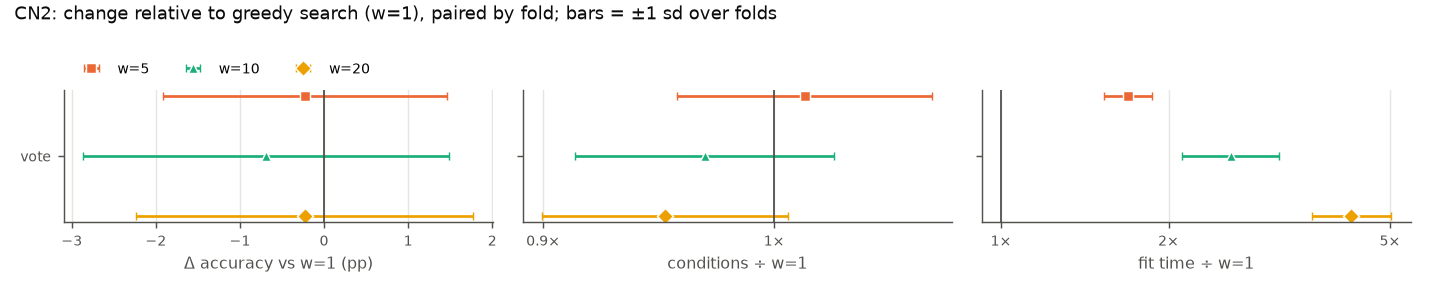 CN2: change relative to greedy search (w=1), paired by fold; bars = ±1 sd over folds
w=5 w=10 w=20
vote
−3 −2 −1 0 1 2 0.9× 1× 1× 2× 5×
Δ accuracy vs w=1 (pp) conditions ÷ w=1 fit time ÷ w=1